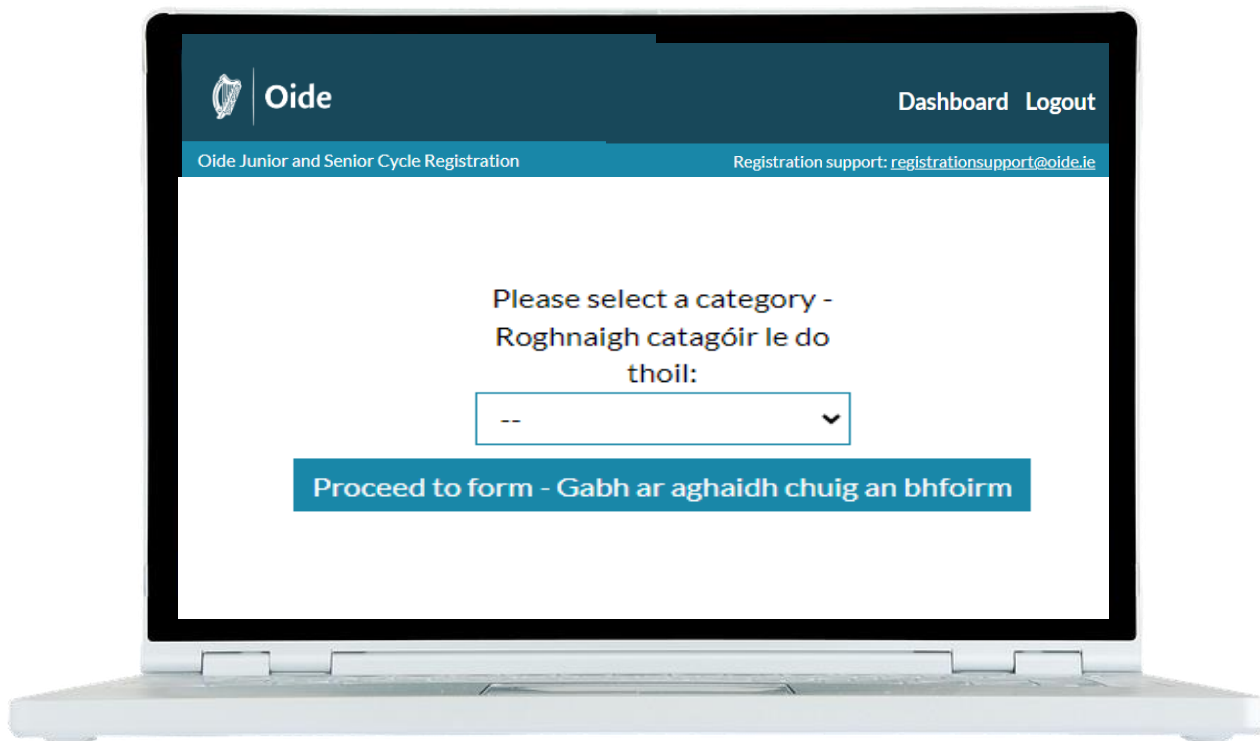 Oide
Dashboard Logout
Oide Junior and Senior Cycle Registration
Registration support: registrationsupport@oide.ie
Please select a category -
Roghnaigh catagóir le do
thoil:
--
Proceed to form - Gabh ar aghaidh chuig an bhfoirm